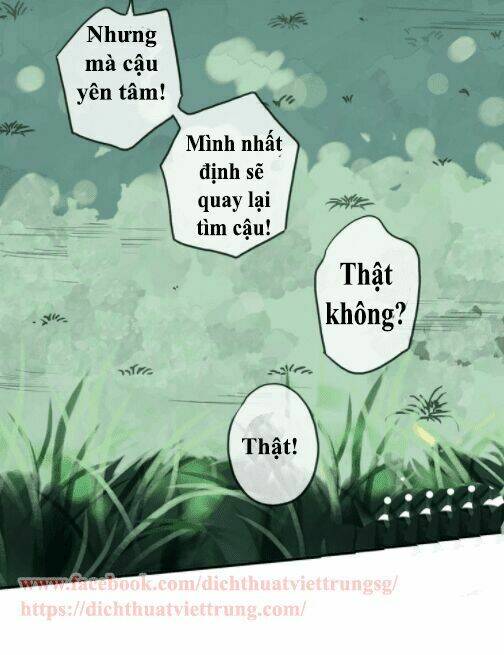 Nhưng
mà cậu
yên tâm!
Mình nhất
định sẽ
quay lại
tìm cậu!
Thật
không?
Thật!
www.facebook.com/dichthuatviettrungsg/
https://dichthuatviettrung.com/